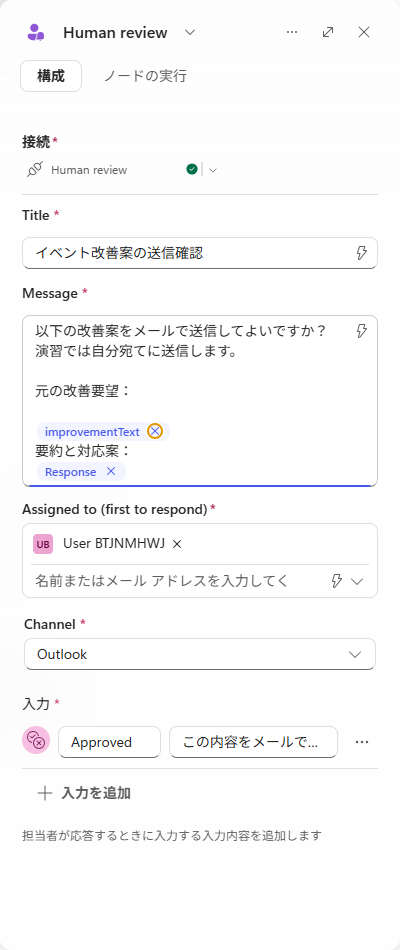 Human review
構成 ノードの実行
接続*
Human review
Title *
イベント改善案の送信確認
Message *
以下の改善案をメールで送信してよいですか？
演習では自分宛てに送信します。
元の改善要望：
improvementText
要約と対応案：
Response
Assigned to (first to respond)*
UB User BTJNMHWJ
名前またはメール アドレスを入力してく
Channel *
Outlook
入力 *
Approved この内容をメールで...
入力を追加
担当者が応答するときに入力する入力内容を追加します